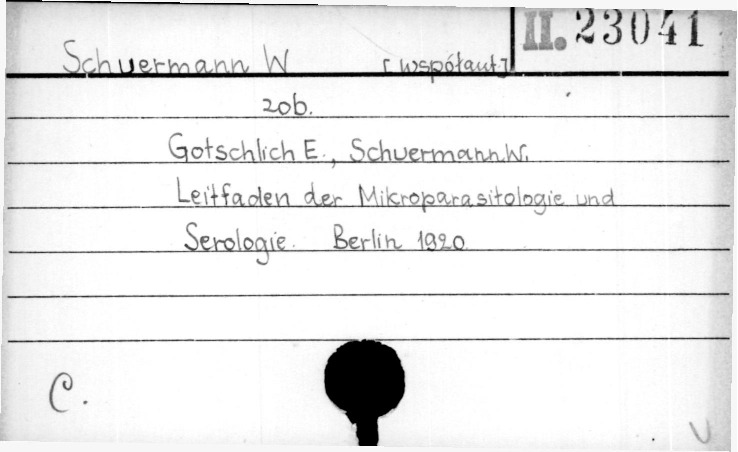 II. 23041
Schuermann W [współaut]
zob.
Gotschlich E., Schuermann W.
Leitfaden der Mikroparasitologie und
Serologie. Berlin 1920
C.
V